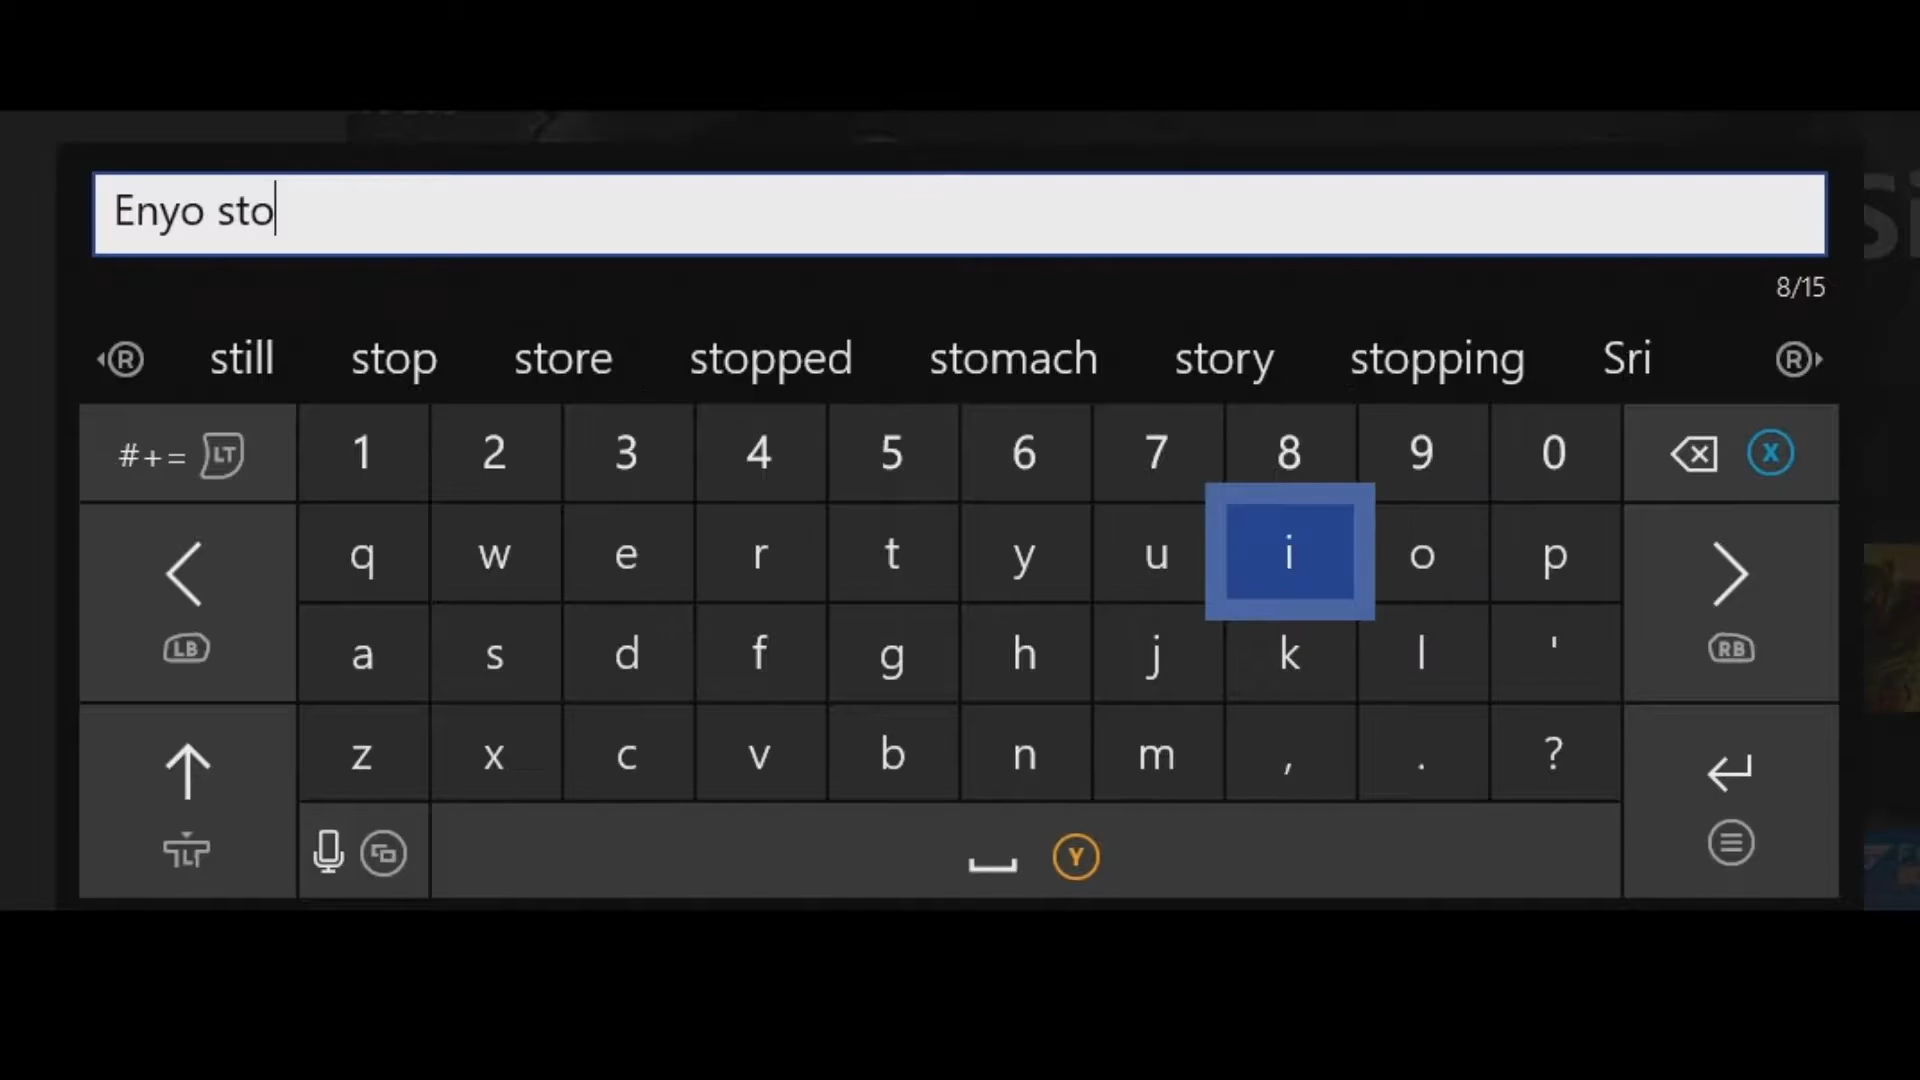 Enyo sto
8/15
R still stop store stopped stomach story stopping Sri R
#+= LT 1 2 3 4 5 6 7 8 9 0 X
q w e r t y u i o p
LB a s d f g h j k l ' RB
z x c v b n m , . ?
LT Y